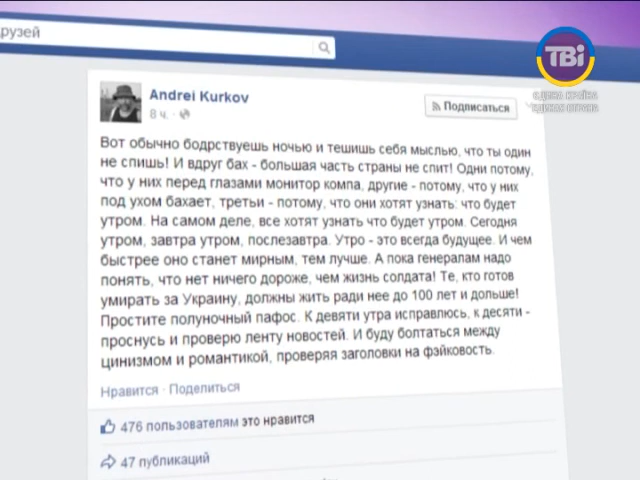 рузей
ТВі
ЄДИНА КРАЇНА
ЕДИНАЯ СТРАНА
Andrei Kurkov
8 ч. ·
Подписаться
Вот обычно бодрствуешь ночью и тешишь себя мыслью, что ты один
не спишь! И вдруг бах - большая часть страны не спит! Одни потому,
что у них перед глазами монитор компа, другие - потому, что у них
под ухом бахает, третьи - потому, что они хотят узнать: что будет
утром. На самом деле, все хотят узнать что будет утром. Сегодня
утром, завтра утром, послезавтра. Утро - это всегда будущее. И чем
быстрее оно станет мирным, тем лучше. А пока генералам надо
понять, что нет ничего дороже, чем жизнь солдата! Те, кто готов
умирать за Украину, должны жить ради нее до 100 лет и дольше!
Простите полуночный пафос. К девяти утра исправлюсь, к десяти -
проснусь и проверю ленту новостей. И буду болтаться между
цинизмом и романтикой, проверяя заголовки на фэйковость.
Нравится · Поделиться
476 пользователям это нравится
47 публикаций